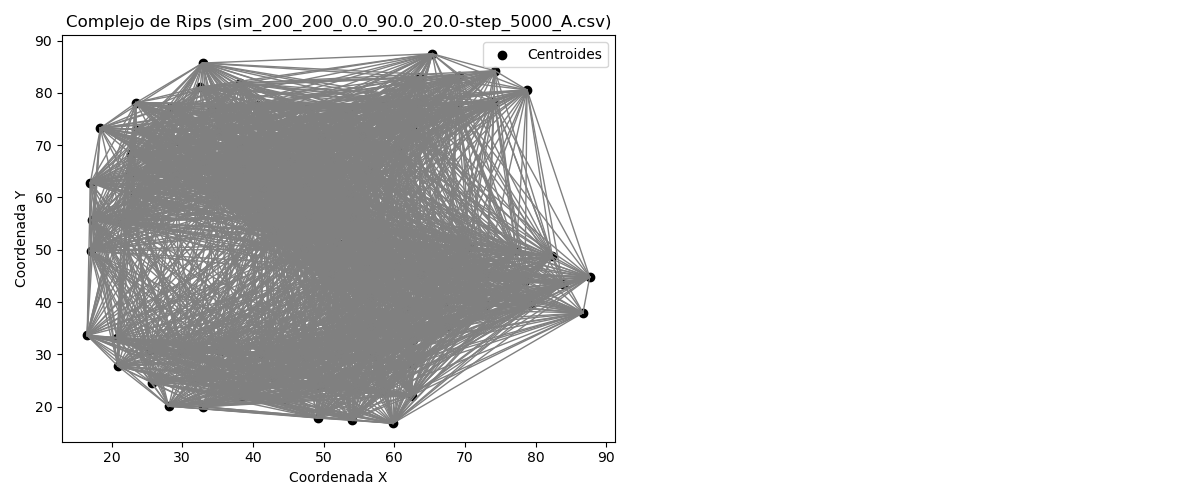 Complejo de Rips (sim_200_200_0.0_90.0_20.0-step_5000_A.csv)
Centroides
90
80
70
60
50
40
30
20
Coordenada Y
20 30 40 50 60 70 80 90
Coordenada X